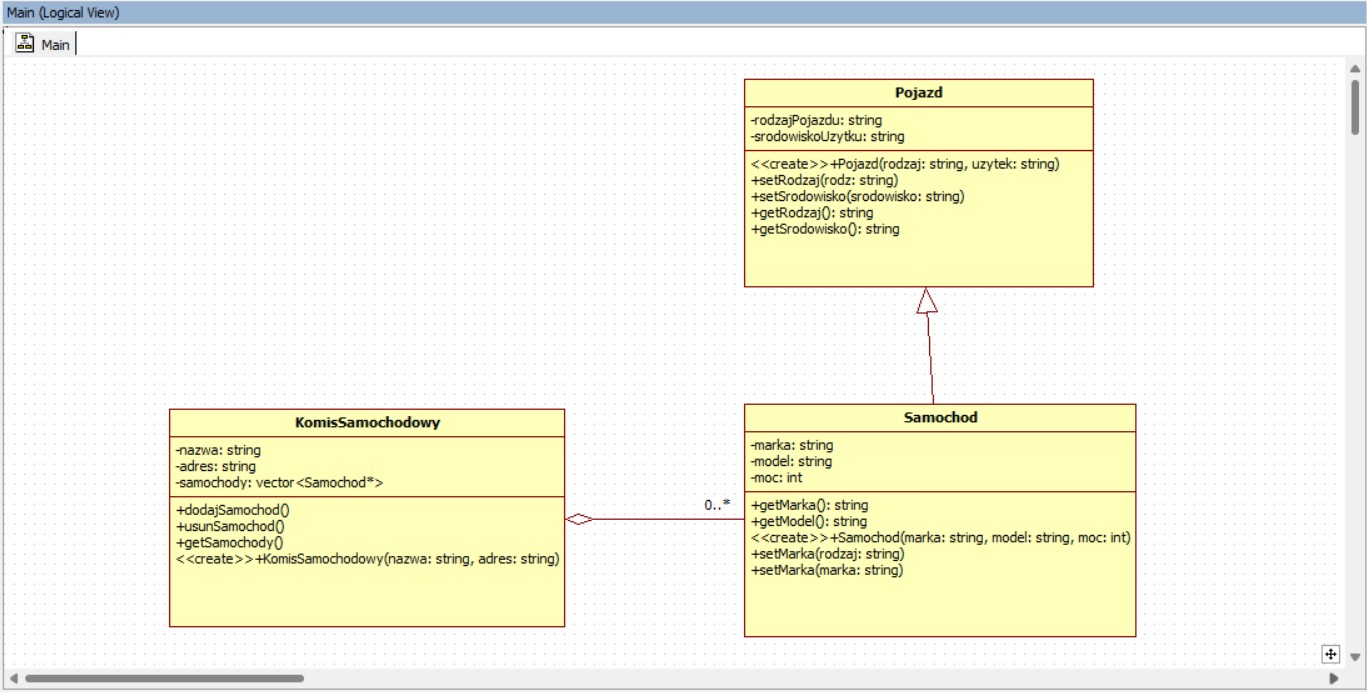 Main (Logical View)
Main
Pojazd
-rodzajPojazdu: string
-srodowiskoUzytku: string
<<create>>+Pojazd(rodzaj: string, uzytek: string)
+setRodzaj(rodz: string)
+setSrodowisko(srodowisko: string)
+getRodzaj(): string
+getSrodowisko(): string
KomisSamochodowy
-nazwa: string
-adres: string
-samochody: vector<Samochod*>
+dodajSamochod()
+usunSamochod()
+getSamochody()
<<create>>+KomisSamochodowy(nazwa: string, adres: string)
0..*
Samochod
-marka: string
-model: string
-moc: int
+getMarka(): string
+getModel(): string
<<create>>+Samochod(marka: string, model: string, moc: int)
+setMarka(rodzaj: string)
+setMarka(marka: string)